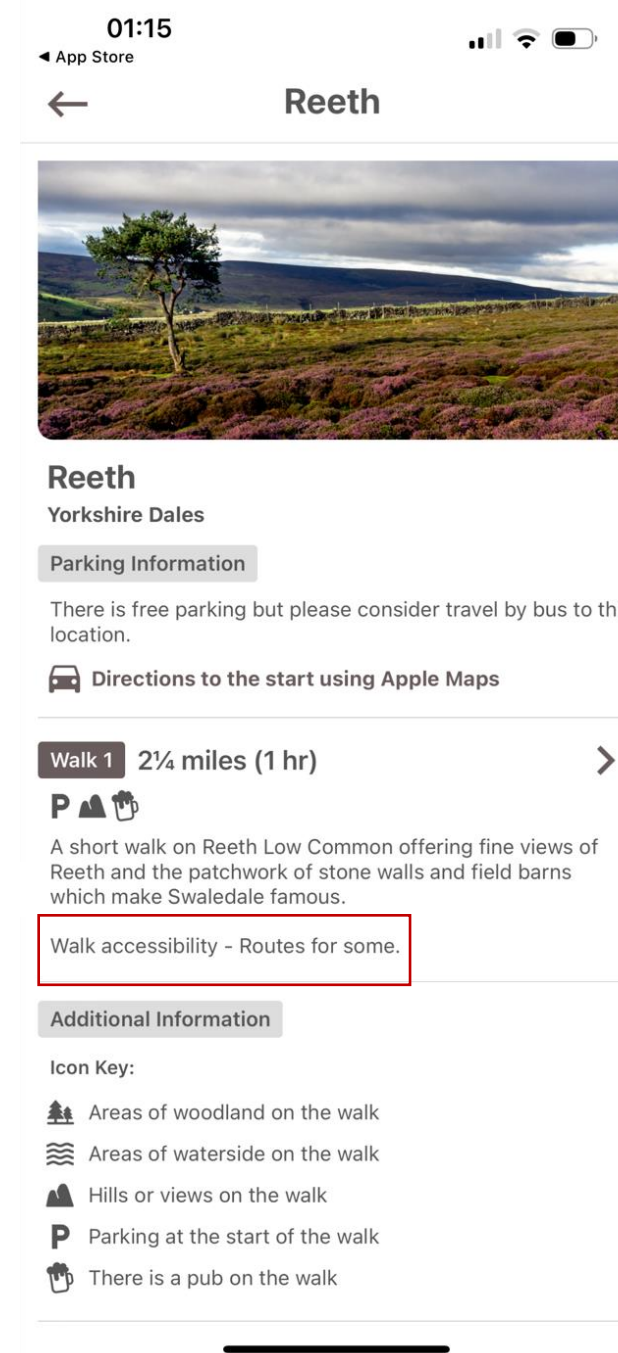 01:15
◀ App Store
Reeth
Reeth
Yorkshire Dales
Parking Information
There is free parking but please consider travel by bus to th
location.
Directions to the start using Apple Maps
Walk 1 2¼ miles (1 hr)
P
A short walk on Reeth Low Common offering fine views of
Reeth and the patchwork of stone walls and field barns
which make Swaledale famous.
Walk accessibility - Routes for some.
Additional Information
Icon Key:
Areas of woodland on the walk
Areas of waterside on the walk
Hills or views on the walk
P Parking at the start of the walk
There is a pub on the walk